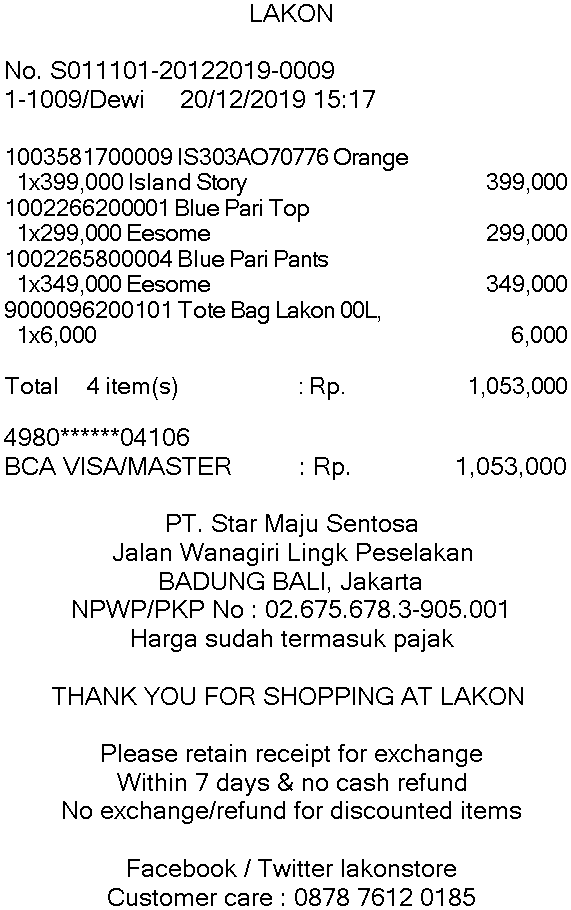 LAKON
No. S011101-20122019-0009
1-1009/Dewi 20/12/2019 15:17
1003581700009 IS303AO70776 Orange
1x399,000 Island Story 399,000
1002266200001 Blue Pari Top
1x299,000 Eesome 299,000
1002265800004 Blue Pari Pants
1x349,000 Eesome 349,000
9000096200101 Tote Bag Lakon 00L,
1x6,000 6,000
Total 4 item(s) : Rp. 1,053,000
4980******04106
BCA VISA/MASTER : Rp. 1,053,000
PT. Star Maju Sentosa
Jalan Wanagiri Lingk Peselakan
BADUNG BALI, Jakarta
NPWP/PKP No : 02.675.678.3-905.001
Harga sudah termasuk pajak
THANK YOU FOR SHOPPING AT LAKON
Please retain receipt for exchange
Within 7 days & no cash refund
No exchange/refund for discounted items
Facebook / Twitter lakonstore
Customer care : 0878 7612 0185